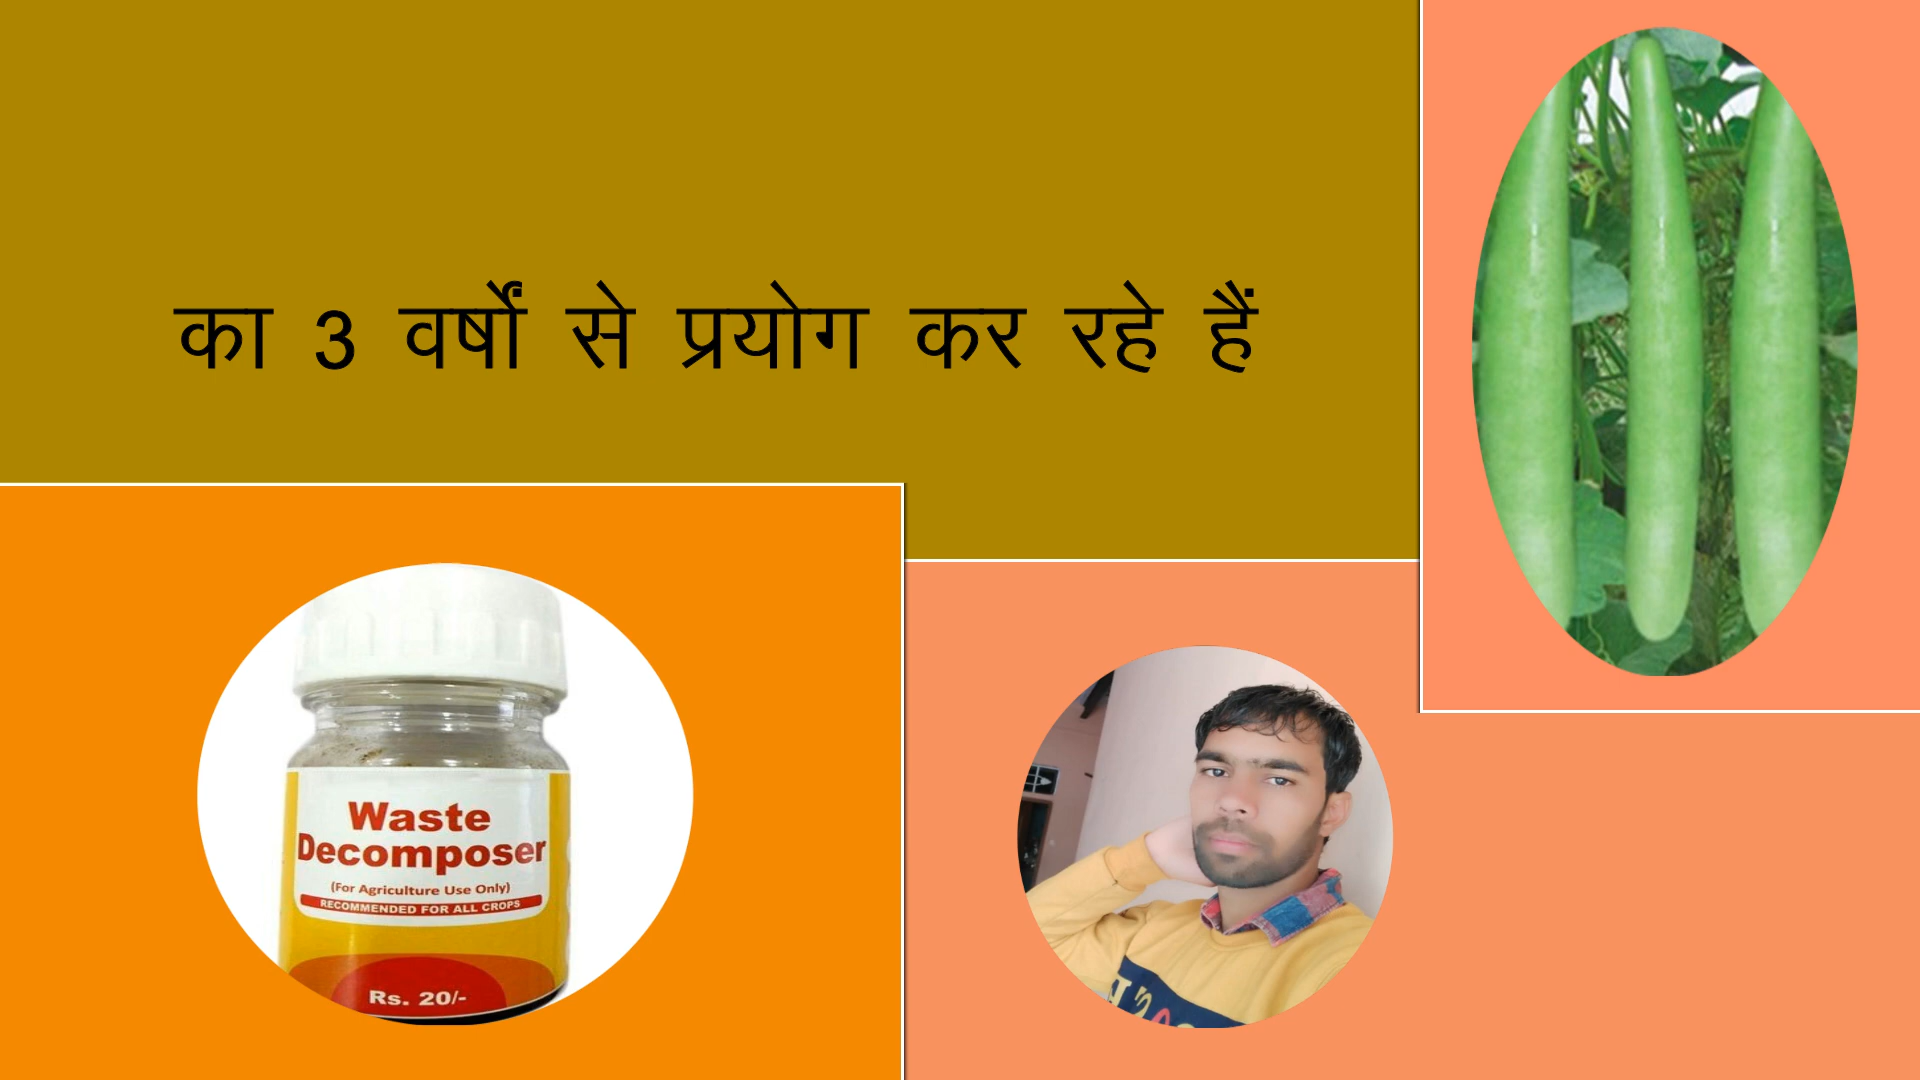 का 3 वर्षों से प्रयोग कर रहे हैं
Waste
Decomposer
(For Agriculture Use Only)
RECOMMENDED FOR ALL CROPS
Rs. 20/-